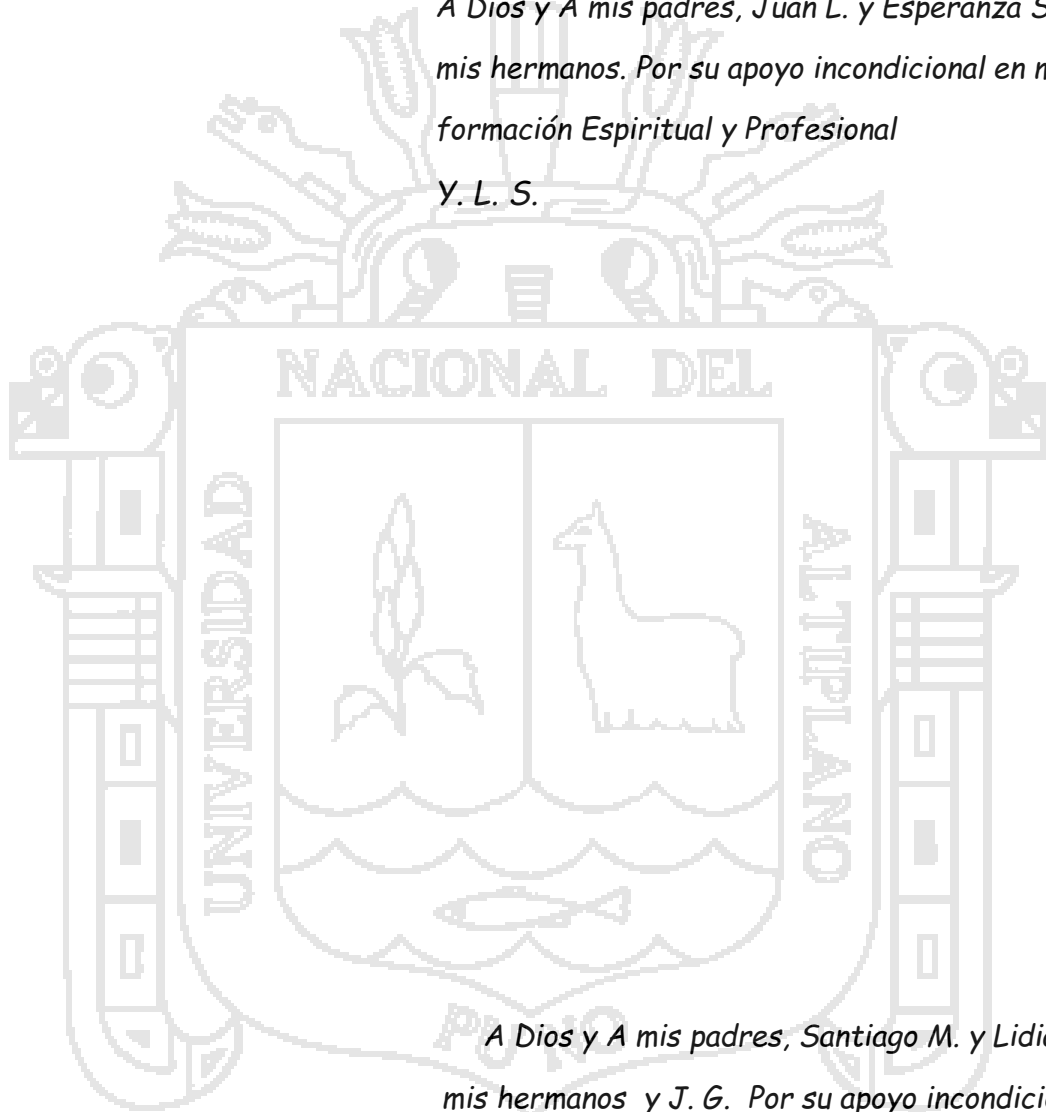 A Dios y A mis padres, Juan L. y Esperanza S
mis hermanos. Por su apoyo incondicional en
formación Espiritual y Profesional
Y. L. S.
NACIONAL DEL
UNIVERSIDAD
ALTIPLANO
PUNO
A Dios y A mis padres, Santiago M. y Lidia
mis hermanos y J. G. Por su apoyo